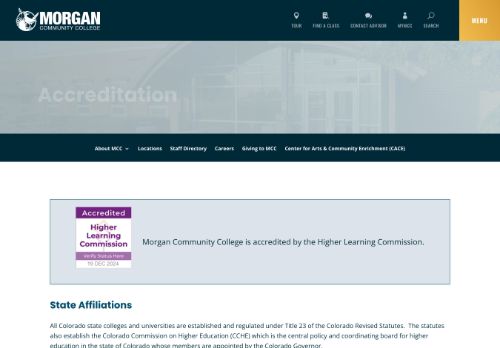 MORGAN
COMMUNITY COLLEGE
TOUR
FIND A CLASS
CONTACT ADVISOR
MYMCC
SEARCH
MENU
Accreditation
About MCC
Locations
Staff Directory
Careers
Giving to MCC
Center for Arts & Community Enrichment (CACE)
Accredited
Higher
Learning
Commission
Verify Status Here
19 DEC 2024
Morgan Community College is accredited by the Higher Learning Commission.
State Affiliations
All Colorado state colleges and universities are established and regulated under Title 23 of the Colorado Revised Statutes. The statutes
also establish the Colorado Commission on Higher Education (CCHE) which is the central policy and coordinating board for higher
education in the state of Colorado whose members are appointed by the Colorado Governor.